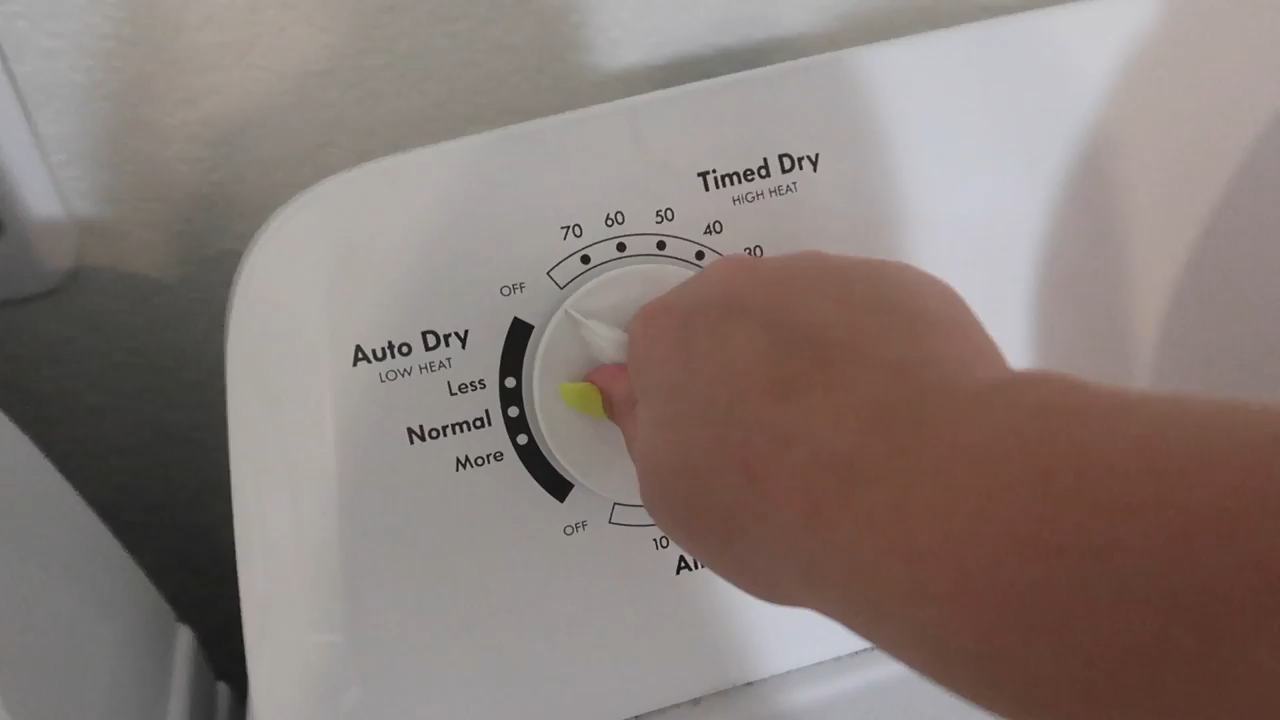 Timed Dry
HIGH HEAT
70 60 50 40 30
OFF
Auto Dry
LOW HEAT
Less
Normal
More
OFF
10